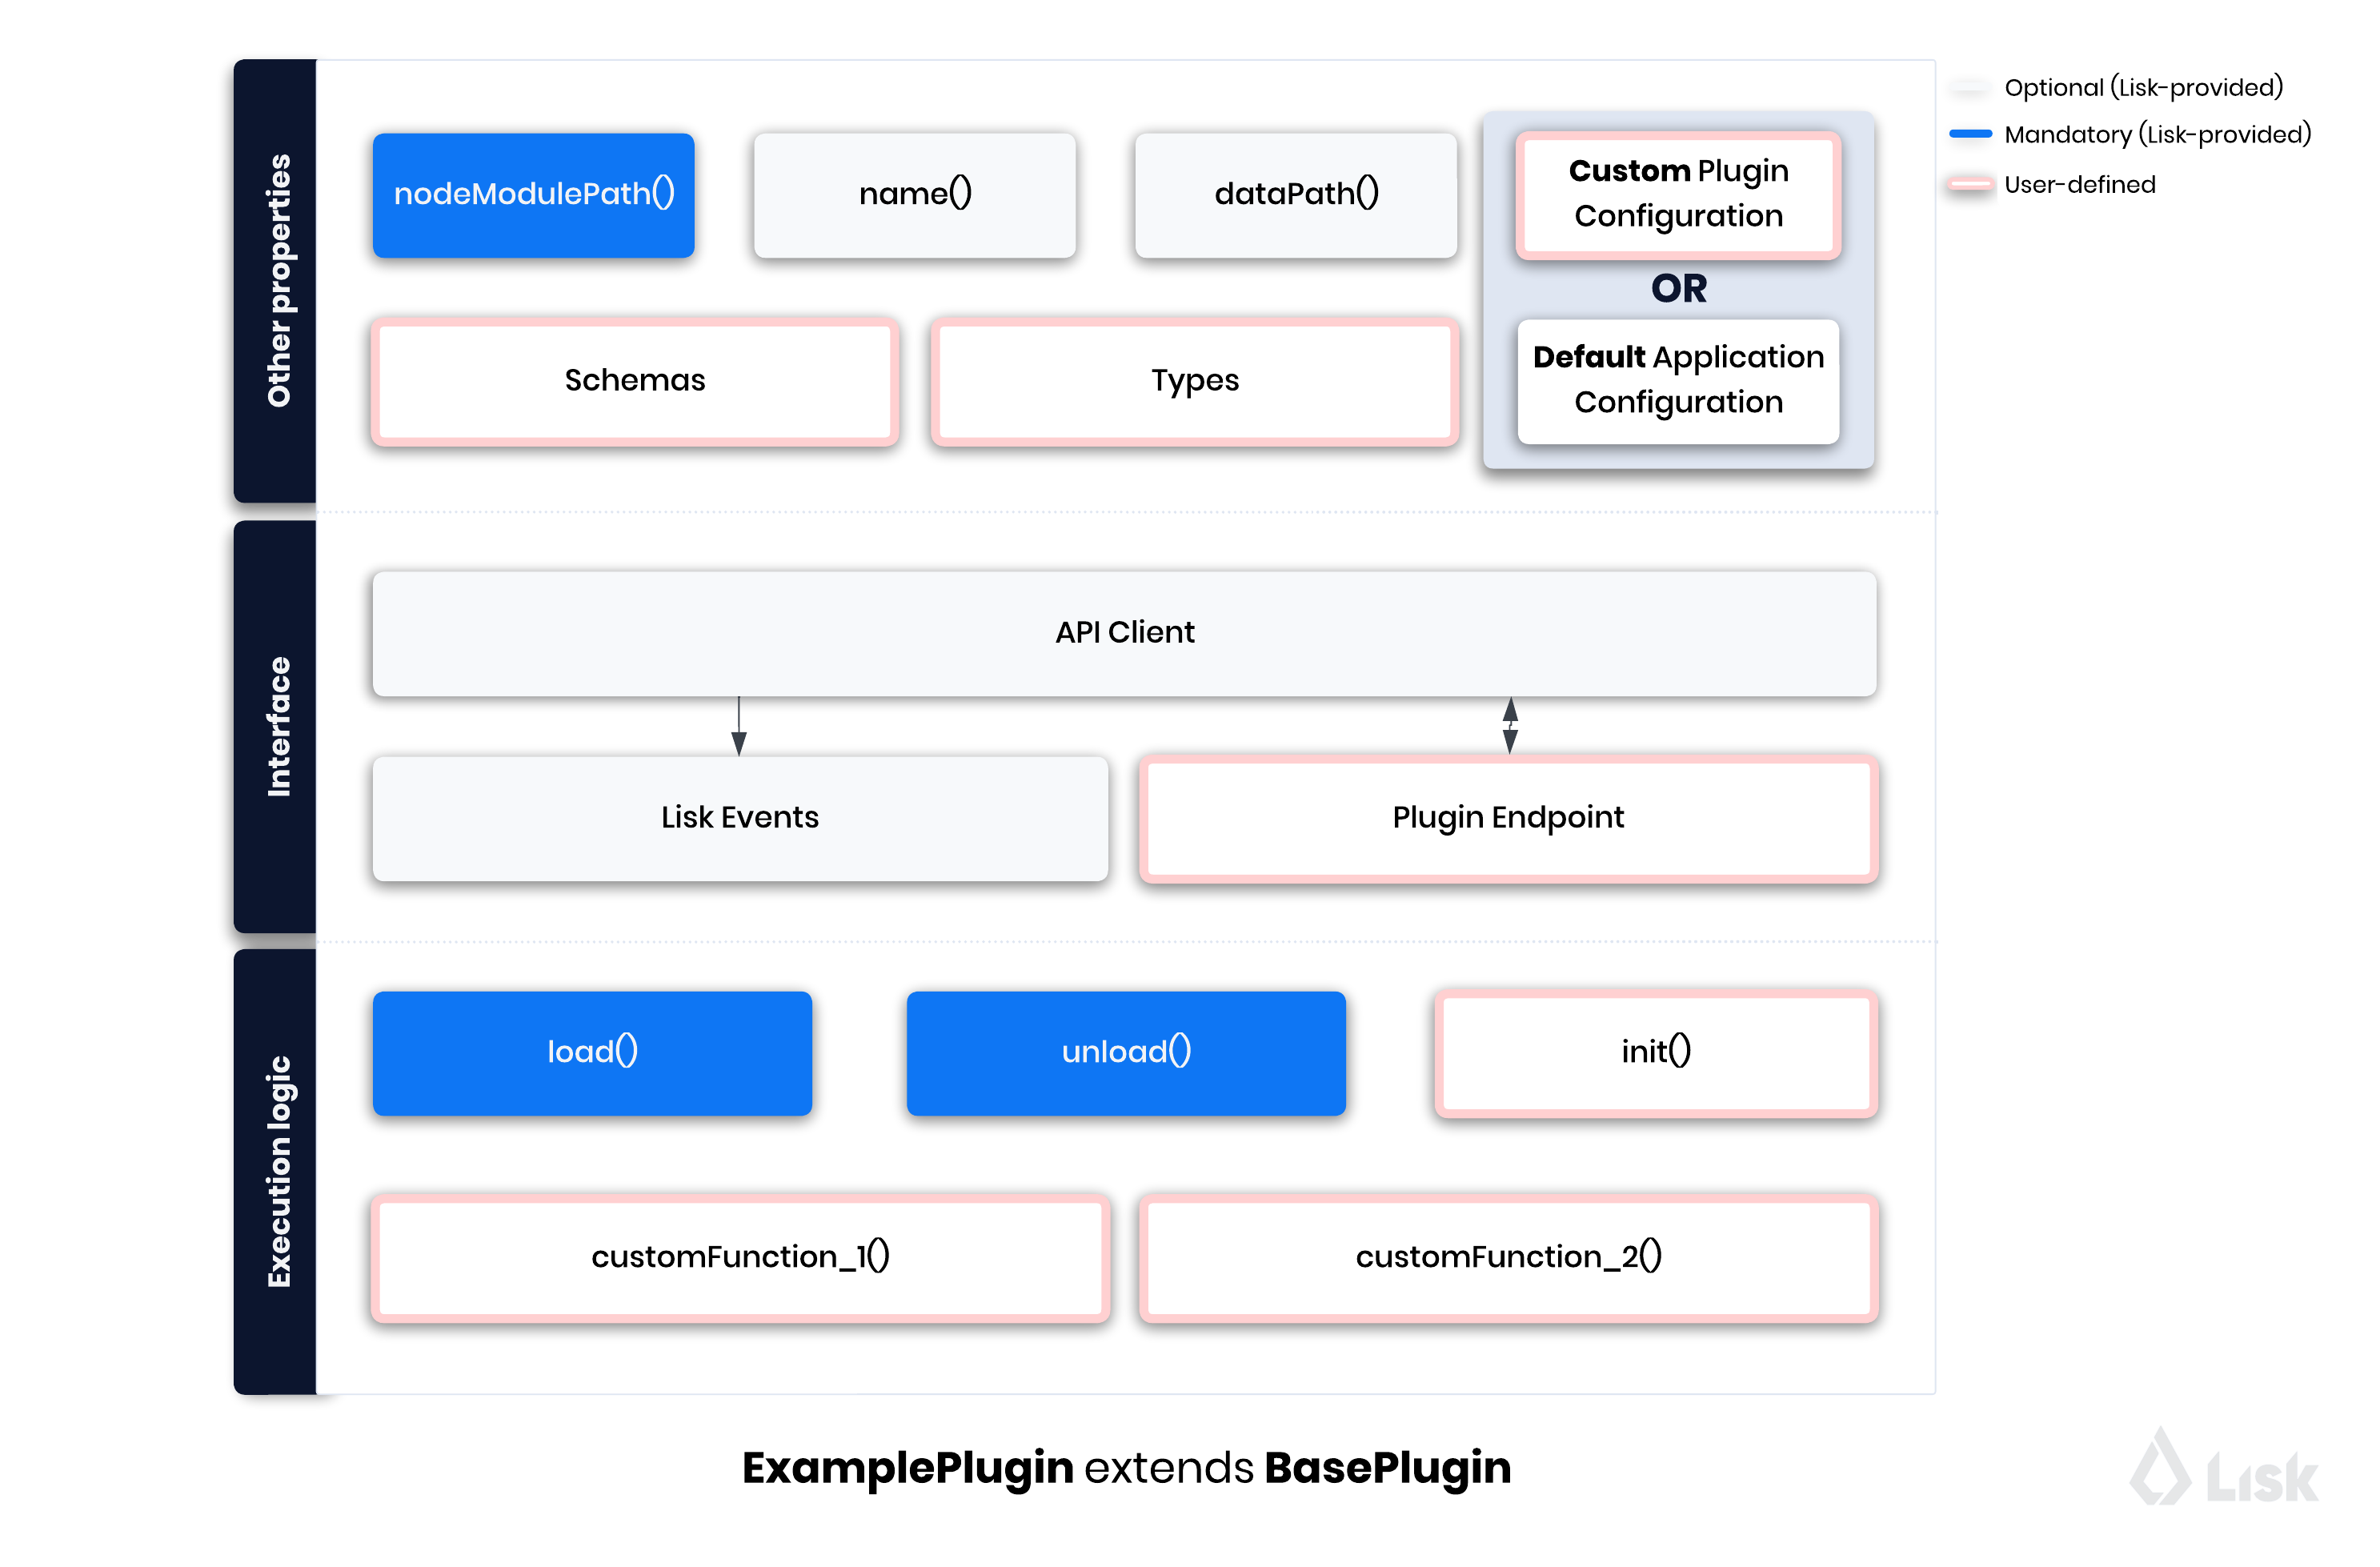 Optional (Lisk-provided)
Mandatory (Lisk-provided)
User-defined
Other properties
nodeModulePath()
name()
dataPath()
Custom Plugin
Configuration
OR
Default Application
Configuration
Schemas
Types
Interface
API Client
Lisk Events
Plugin Endpoint
Execution logic
load()
unload()
init()
customFunction_1()
customFunction_2()
ExamplePlugin extends BasePlugin
Lisk